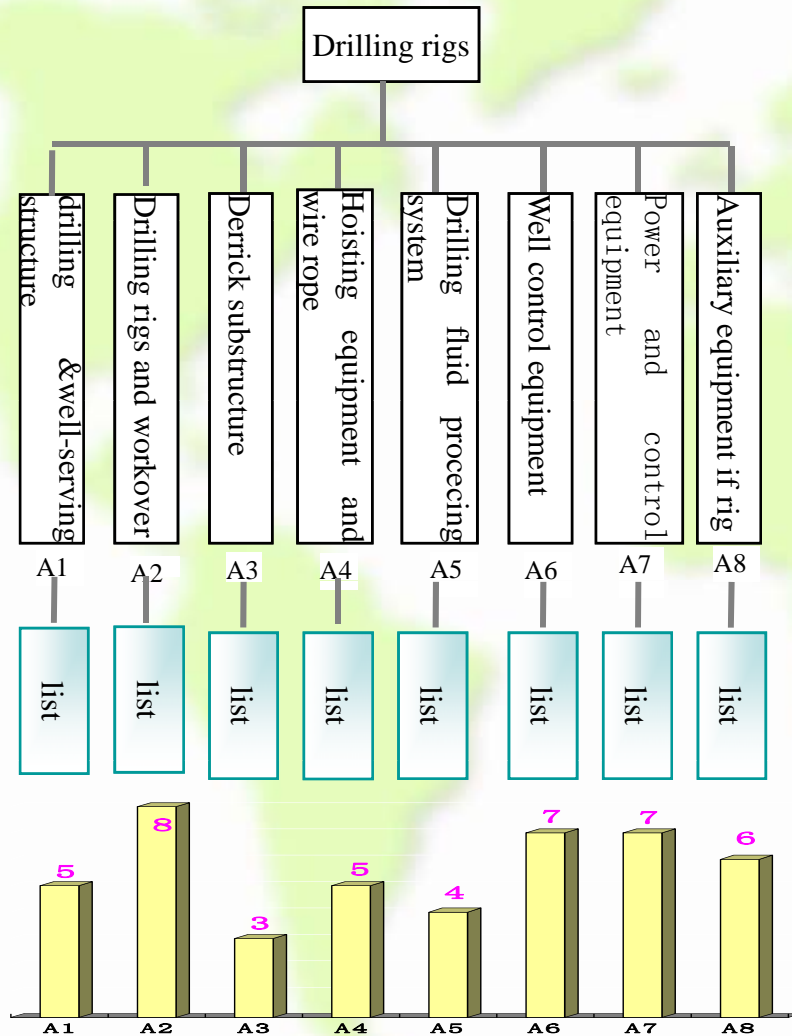 Drilling rigs
drilling &well-serving
structure
Drilling rigs and workover
Derrick substructure
Hoisting equipment and
wire rope
Drilling fluid procecing
system
Well control equipment
Power and control
equipment
Auxiliary equipment if rig
A1 A2 A3 A4 A5 A6 A7 A8
list list list list list list list list
5 8 3 5 4 7 7 6
A1 A2 A3 A4 A5 A6 A7 A8